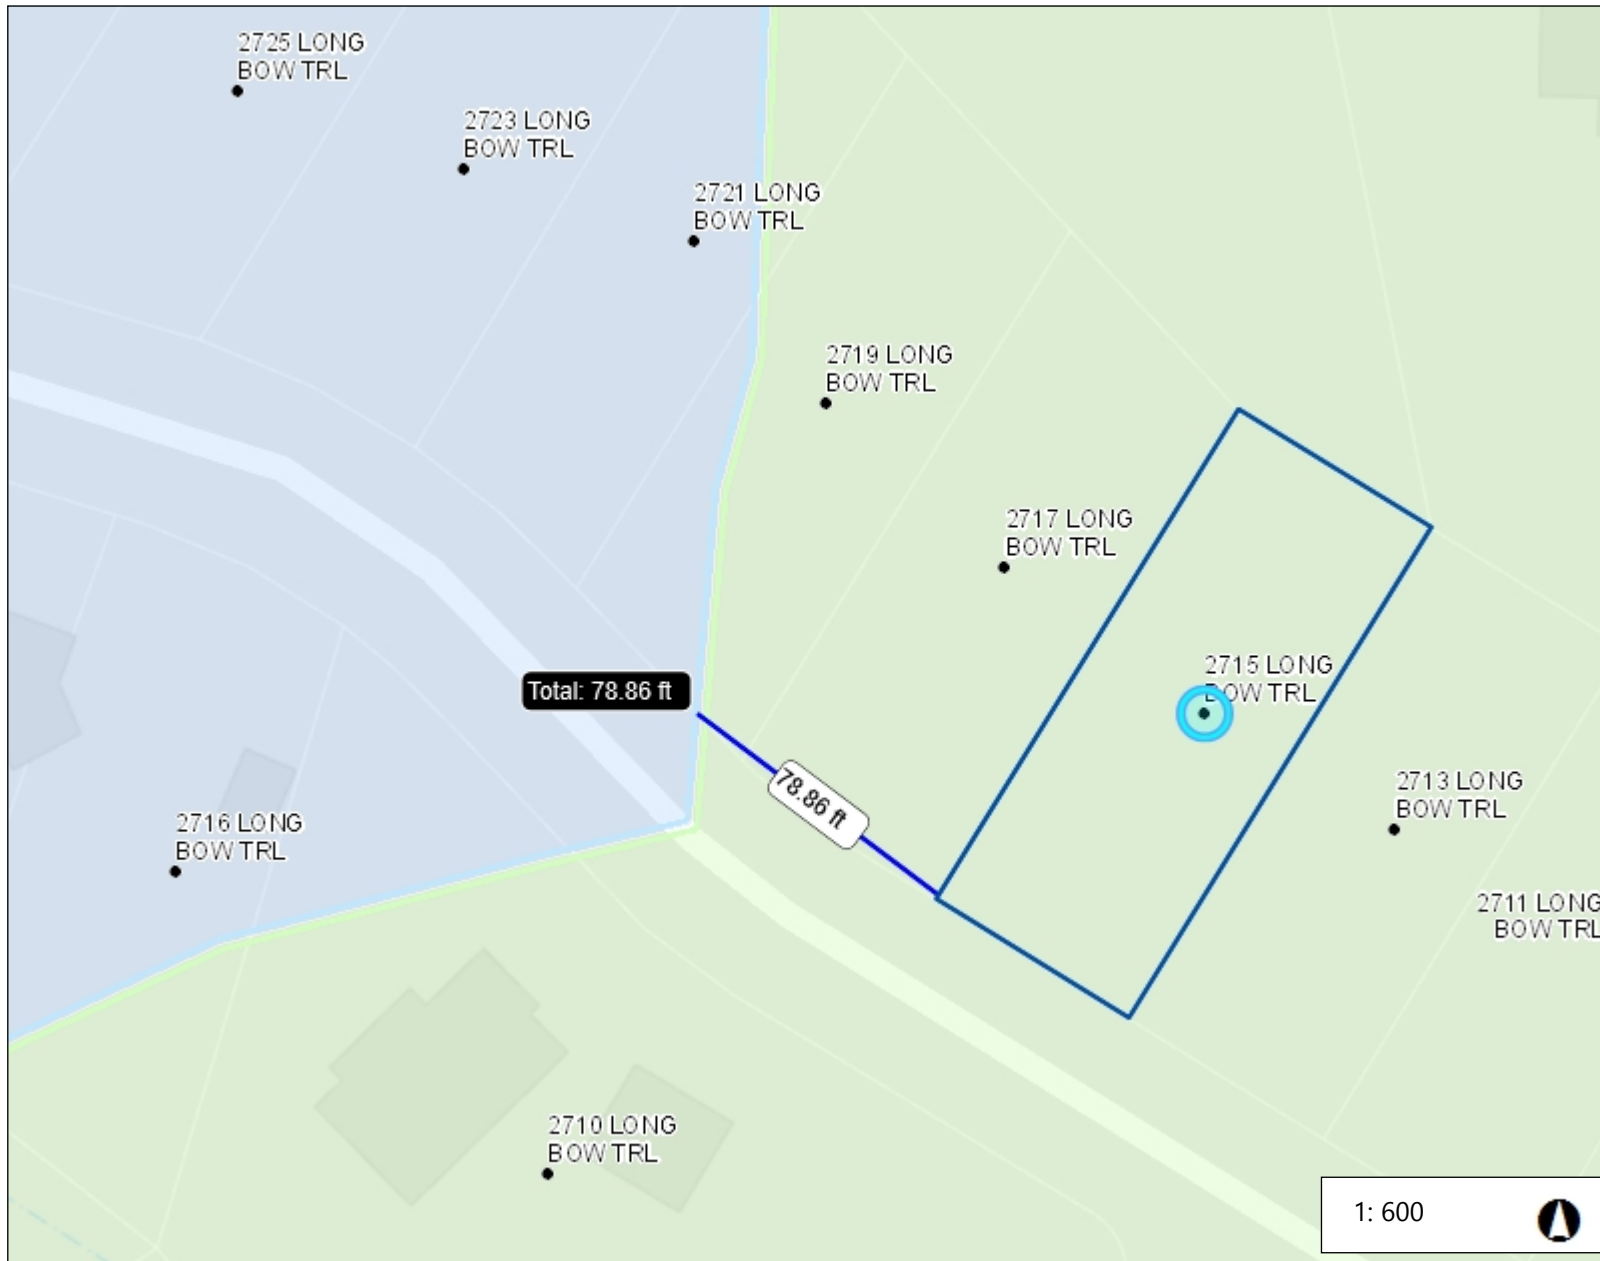 2725 LONG
BOW TRL
2723 LONG
BOW TRL
2721 LONG
BOW TRL
2719 LONG
BOW TRL
2717 LONG
BOW TRL
2715 LONG
BOW TRL
Total: 78.86 ft
78.86 ft
2713 LONG
BOW TRL
2716 LONG
BOW TRL
2711 LONG
BOW TRL
2710 LONG
BOW TRL
1: 600